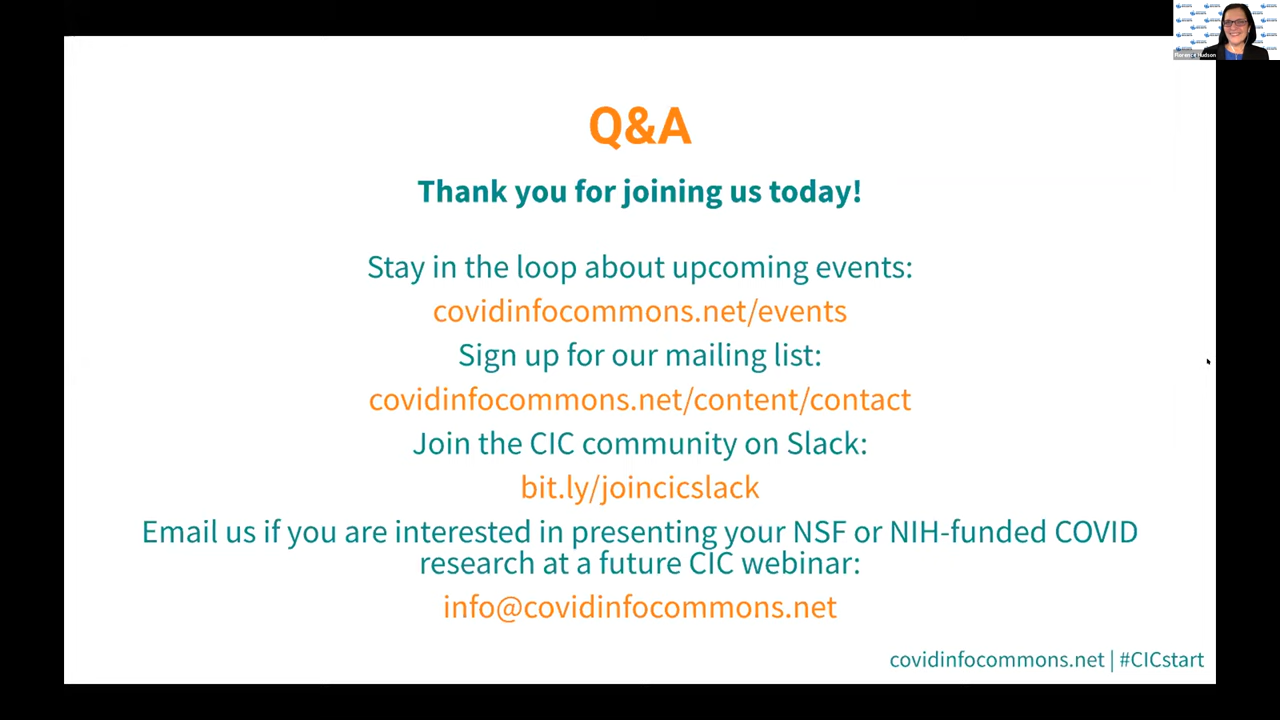 Florence Hudson
Q&A
Thank you for joining us today!
Stay in the loop about upcoming events:
covidinfocommons.net/events
Sign up for our mailing list:
covidinfocommons.net/content/contact
Join the CIC community on Slack:
bit.ly/joincicslack
Email us if you are interested in presenting your NSF or NIH-funded COVID
research at a future CIC webinar:
info@covidinfocommons.net
covidinfocommons.net | #CICstart